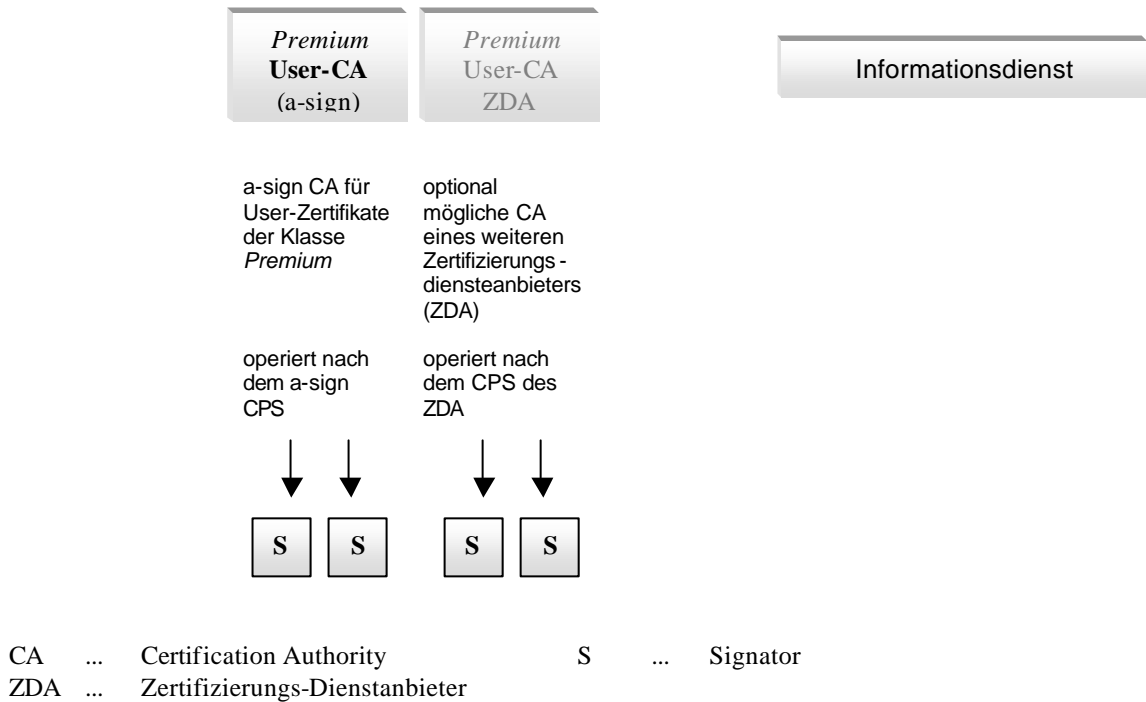 Premium
User-CA
(a-sign)
Premium
User-CA
ZDA
Informationsdienst
a-sign CA für
User-Zertifikate
der Klasse
Premium
optional
mögliche CA
eines weiteren
Zertifizierungs -
diensteanbieters
(ZDA)
operiert nach
dem a-sign
CPS
operiert nach
dem CPS des
ZDA
S
S
S
S
CA ... Certification Authority
S ... Signator
ZDA ... Zertifizierungs-Dienstanbieter